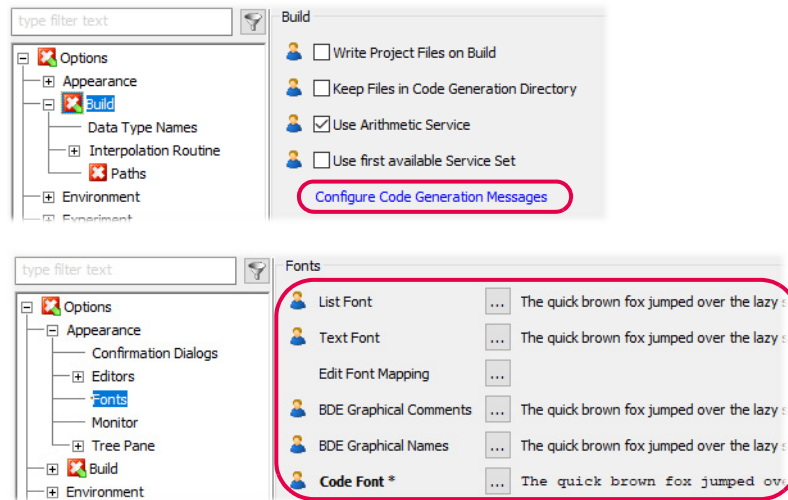 type filter text
Options
Appearance
Build
Data Type Names
Interpolation Routine
Paths
Environment
Experiment
Build
Write Project Files on Build
Keep Files in Code Generation Directory
Use Arithmetic Service
Use first available Service Set
Configure Code Generation Messages
type filter text
Options
Appearance
Confirmation Dialogs
Editors
Fonts
Monitor
Tree Pane
Build
Environment
Fonts
List Font ... The quick brown fox jumped over the lazy
Text Font ... The quick brown fox jumped over the lazy
Edit Font Mapping ...
BDE Graphical Comments ... The quick brown fox jumped over the lazy
BDE Graphical Names ... The quick brown fox jumped over the lazy
Code Font * ... The quick brown fox jumped